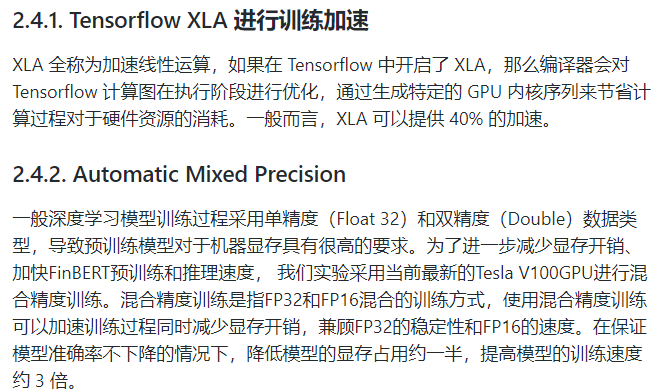 2.4.1. Tensorflow XLA 进行训练加速
XLA 全称为加速线性运算，如果在 Tensorflow 中开启了 XLA，那么编译器会对
Tensorflow 计算图在执行阶段进行优化，通过生成特定的 GPU 内核序列来节省计
算过程对于硬件资源的消耗。一般而言，XLA 可以提供 40% 的加速。
2.4.2. Automatic Mixed Precision
一般深度学习模型训练过程采用单精度（Float 32）和双精度（Double）数据类
型，导致预训练模型对于机器显存具有很高的要求。为了进一步减少显存开销、
加快FinBERT预训练和推理速度， 我们实验采用当前最新的Tesla V100GPU进行混
合精度训练。混合精度训练是指FP32和FP16混合的训练方式，使用混合精度训练
可以加速训练过程同时减少显存开销，兼顾FP32的稳定性和FP16的速度。在保证
模型准确率不下降的情况下，降低模型的显存占用约一半，提高模型的训练速度
约 3 倍。